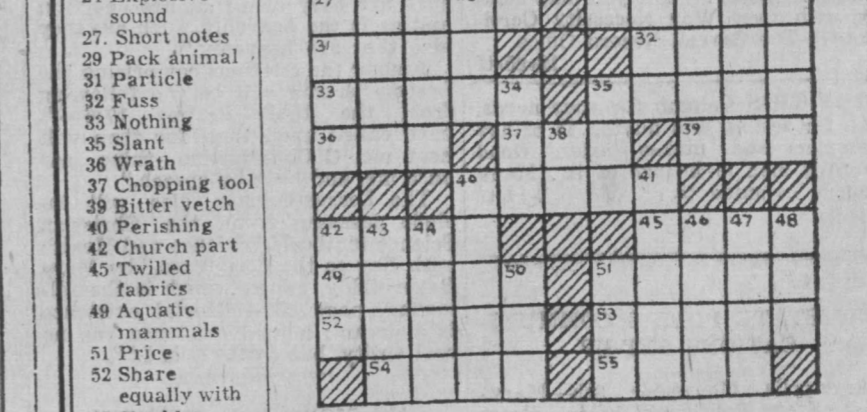 sound
27. Short notes
29 Pack animal
31 Particle
32 Fuss
33 Nothing
35 Slant
36 Wrath
37 Chopping tool
39 Bitter vetch
40 Perishing
42 Church part
45 Twilled
fabrics
49 Aquatic
mammals
51 Price
52 Share
equally with
27
31 32
33 34 35
36 37 38 39
40 41
42 43 44 45 46 47 48
49 50 51
52 53
54 55